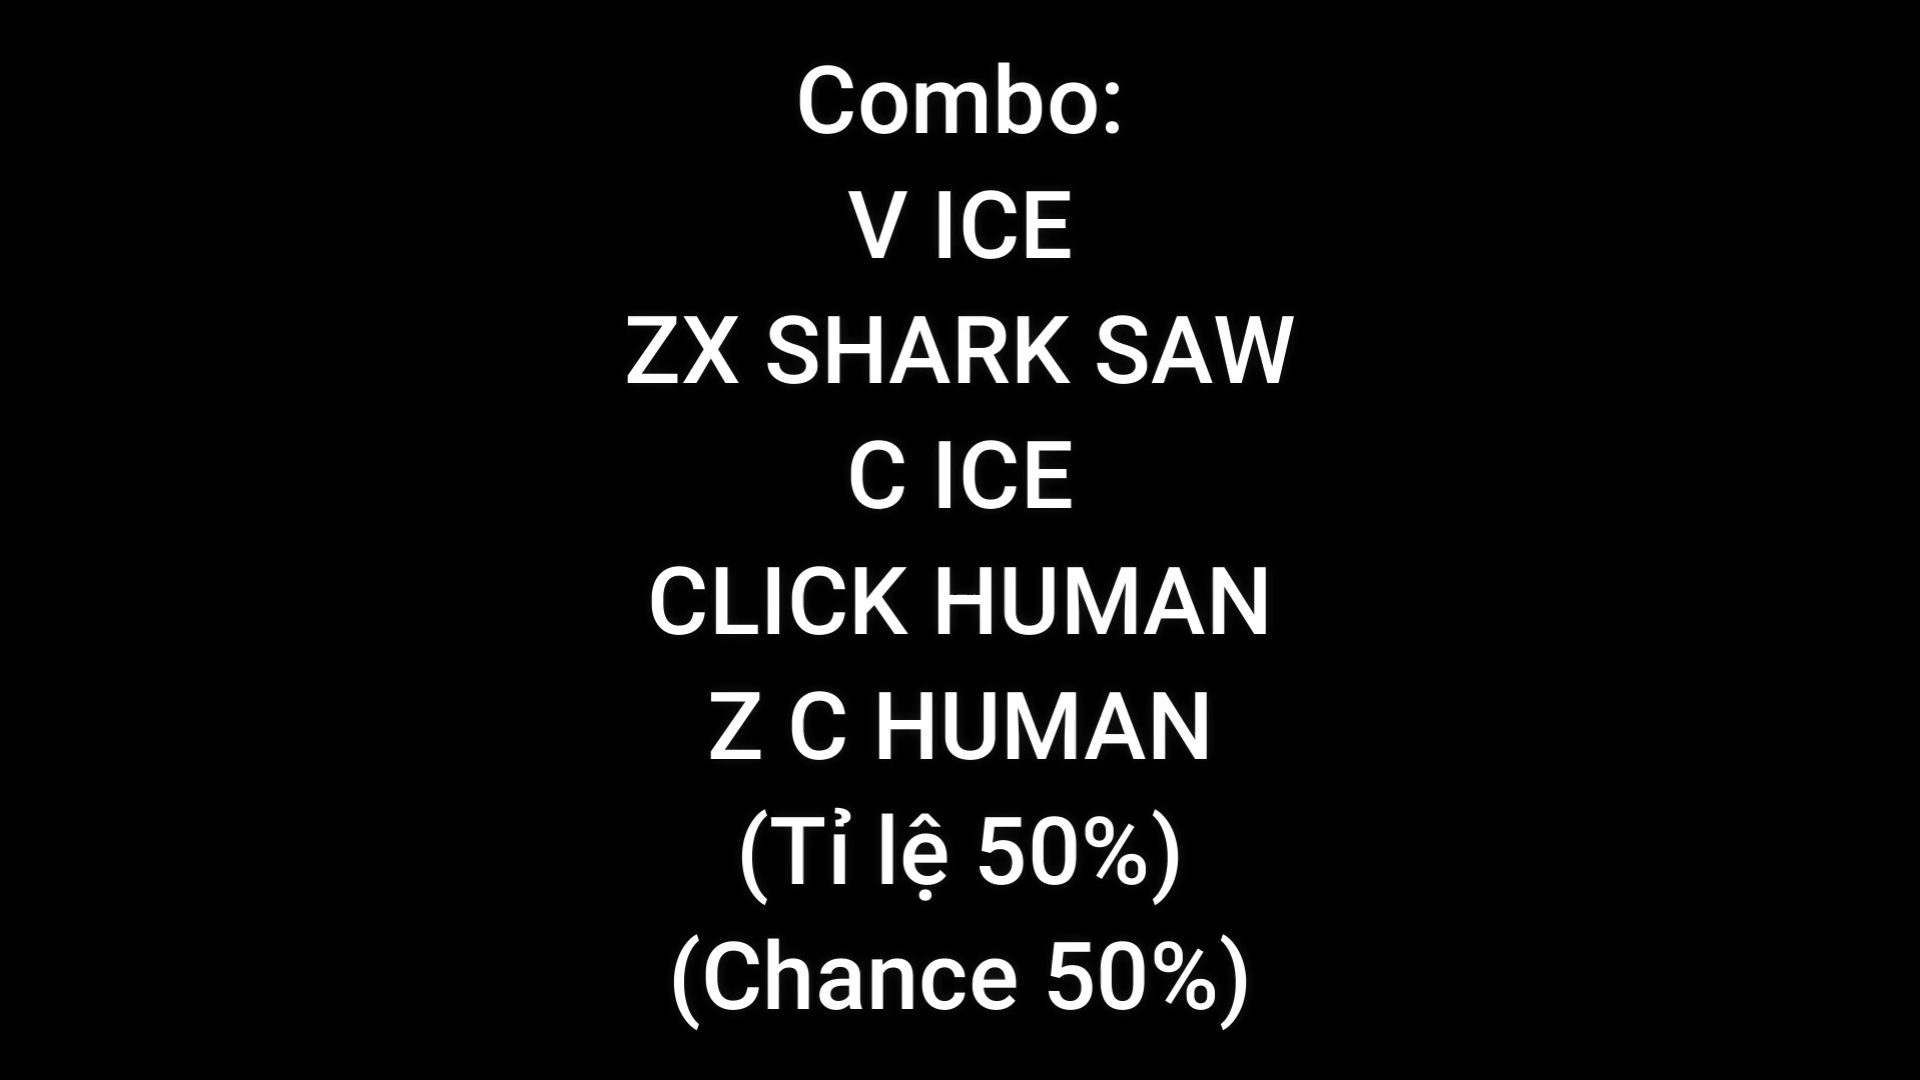 Combo:
V ICE
ZX SHARK SAW
C ICE
CLICK HUMAN
Z C HUMAN
(Tỉ lệ 50%)
(Chance 50%)